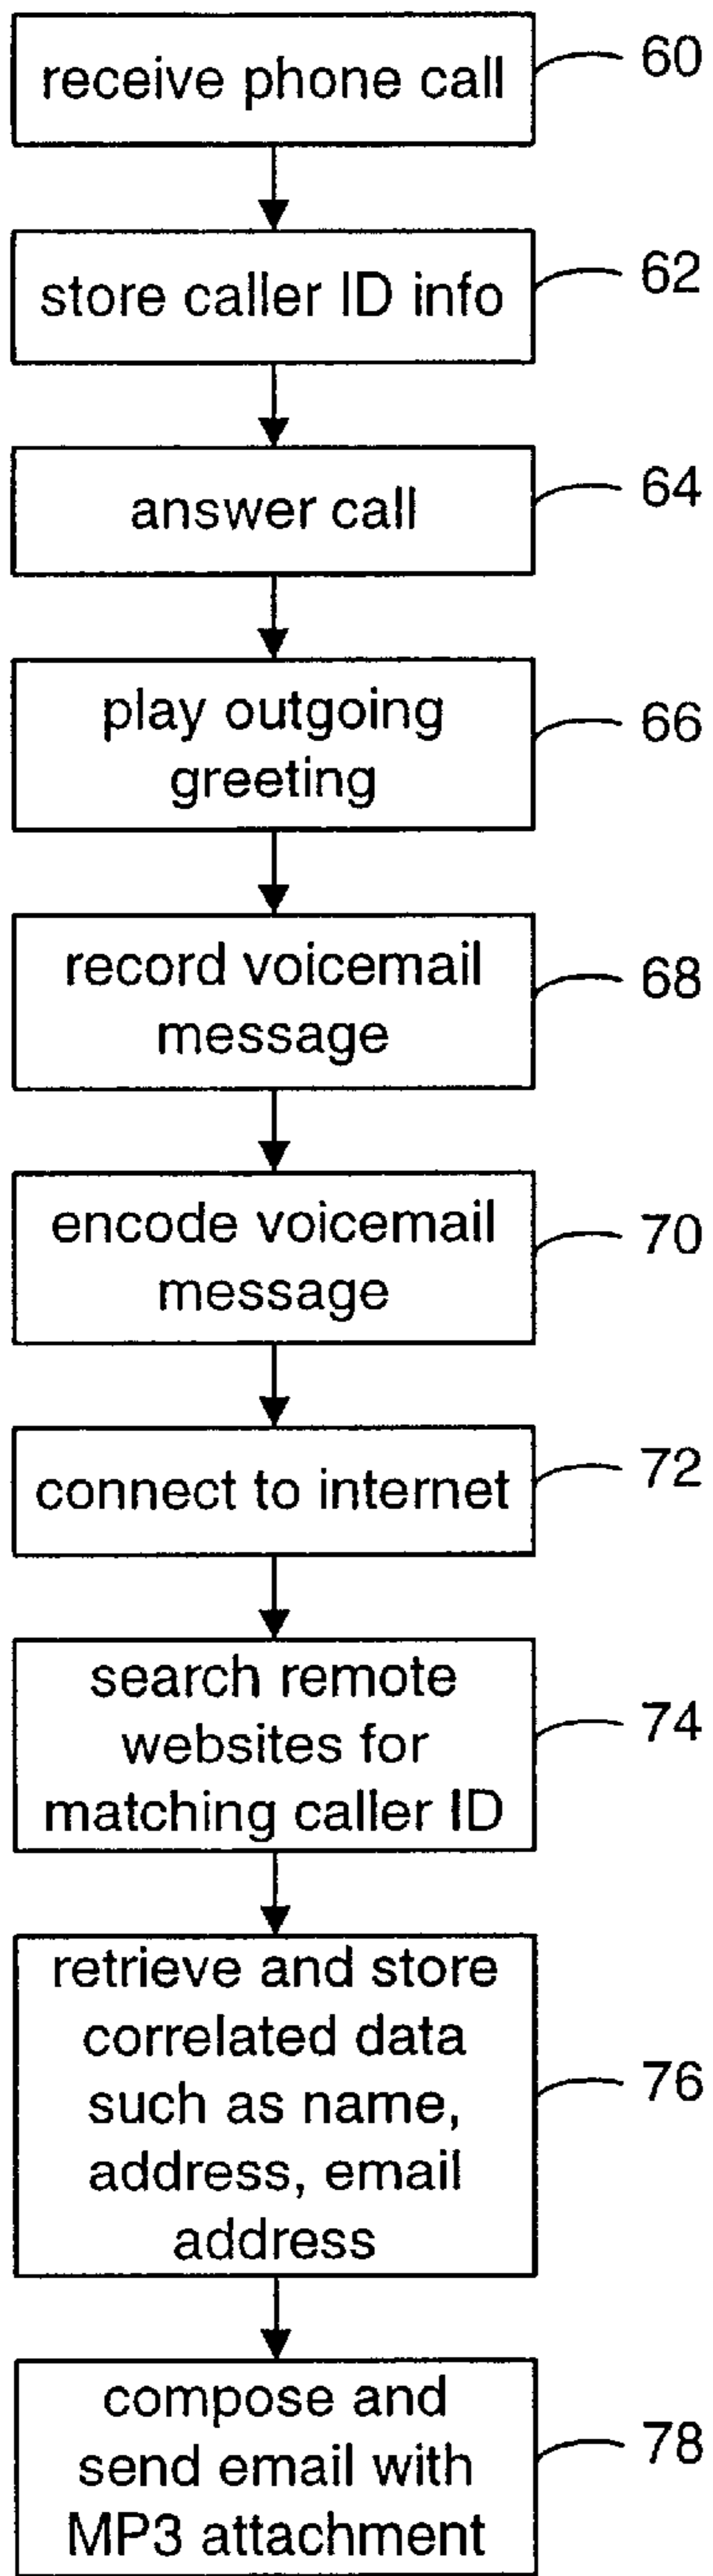 receive phone call
60
store caller ID info
62
answer call
64
play outgoing
greeting
66
record voicemail
message
68
encode voicemail
message
70
connect to internet
72
search remote
websites for
matching caller ID
74
retrieve and store
correlated data
such as name,
address, email
address
76
compose and
send email with
MP3 attachment
78